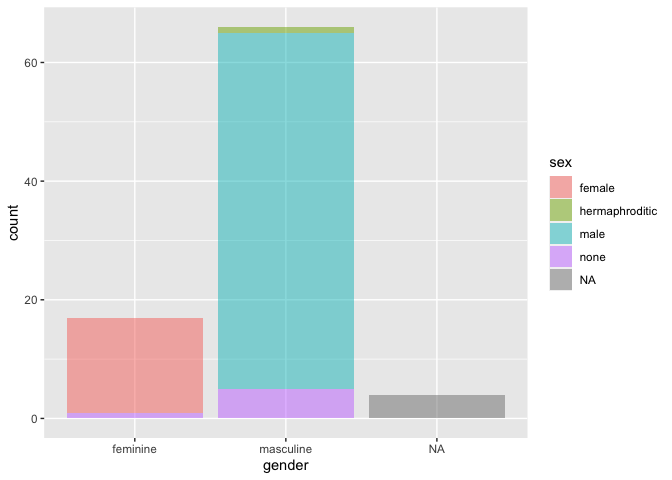 60
40
20
0
count
feminine masculine NA
gender
sex
female
hermaphroditic
male
none
NA